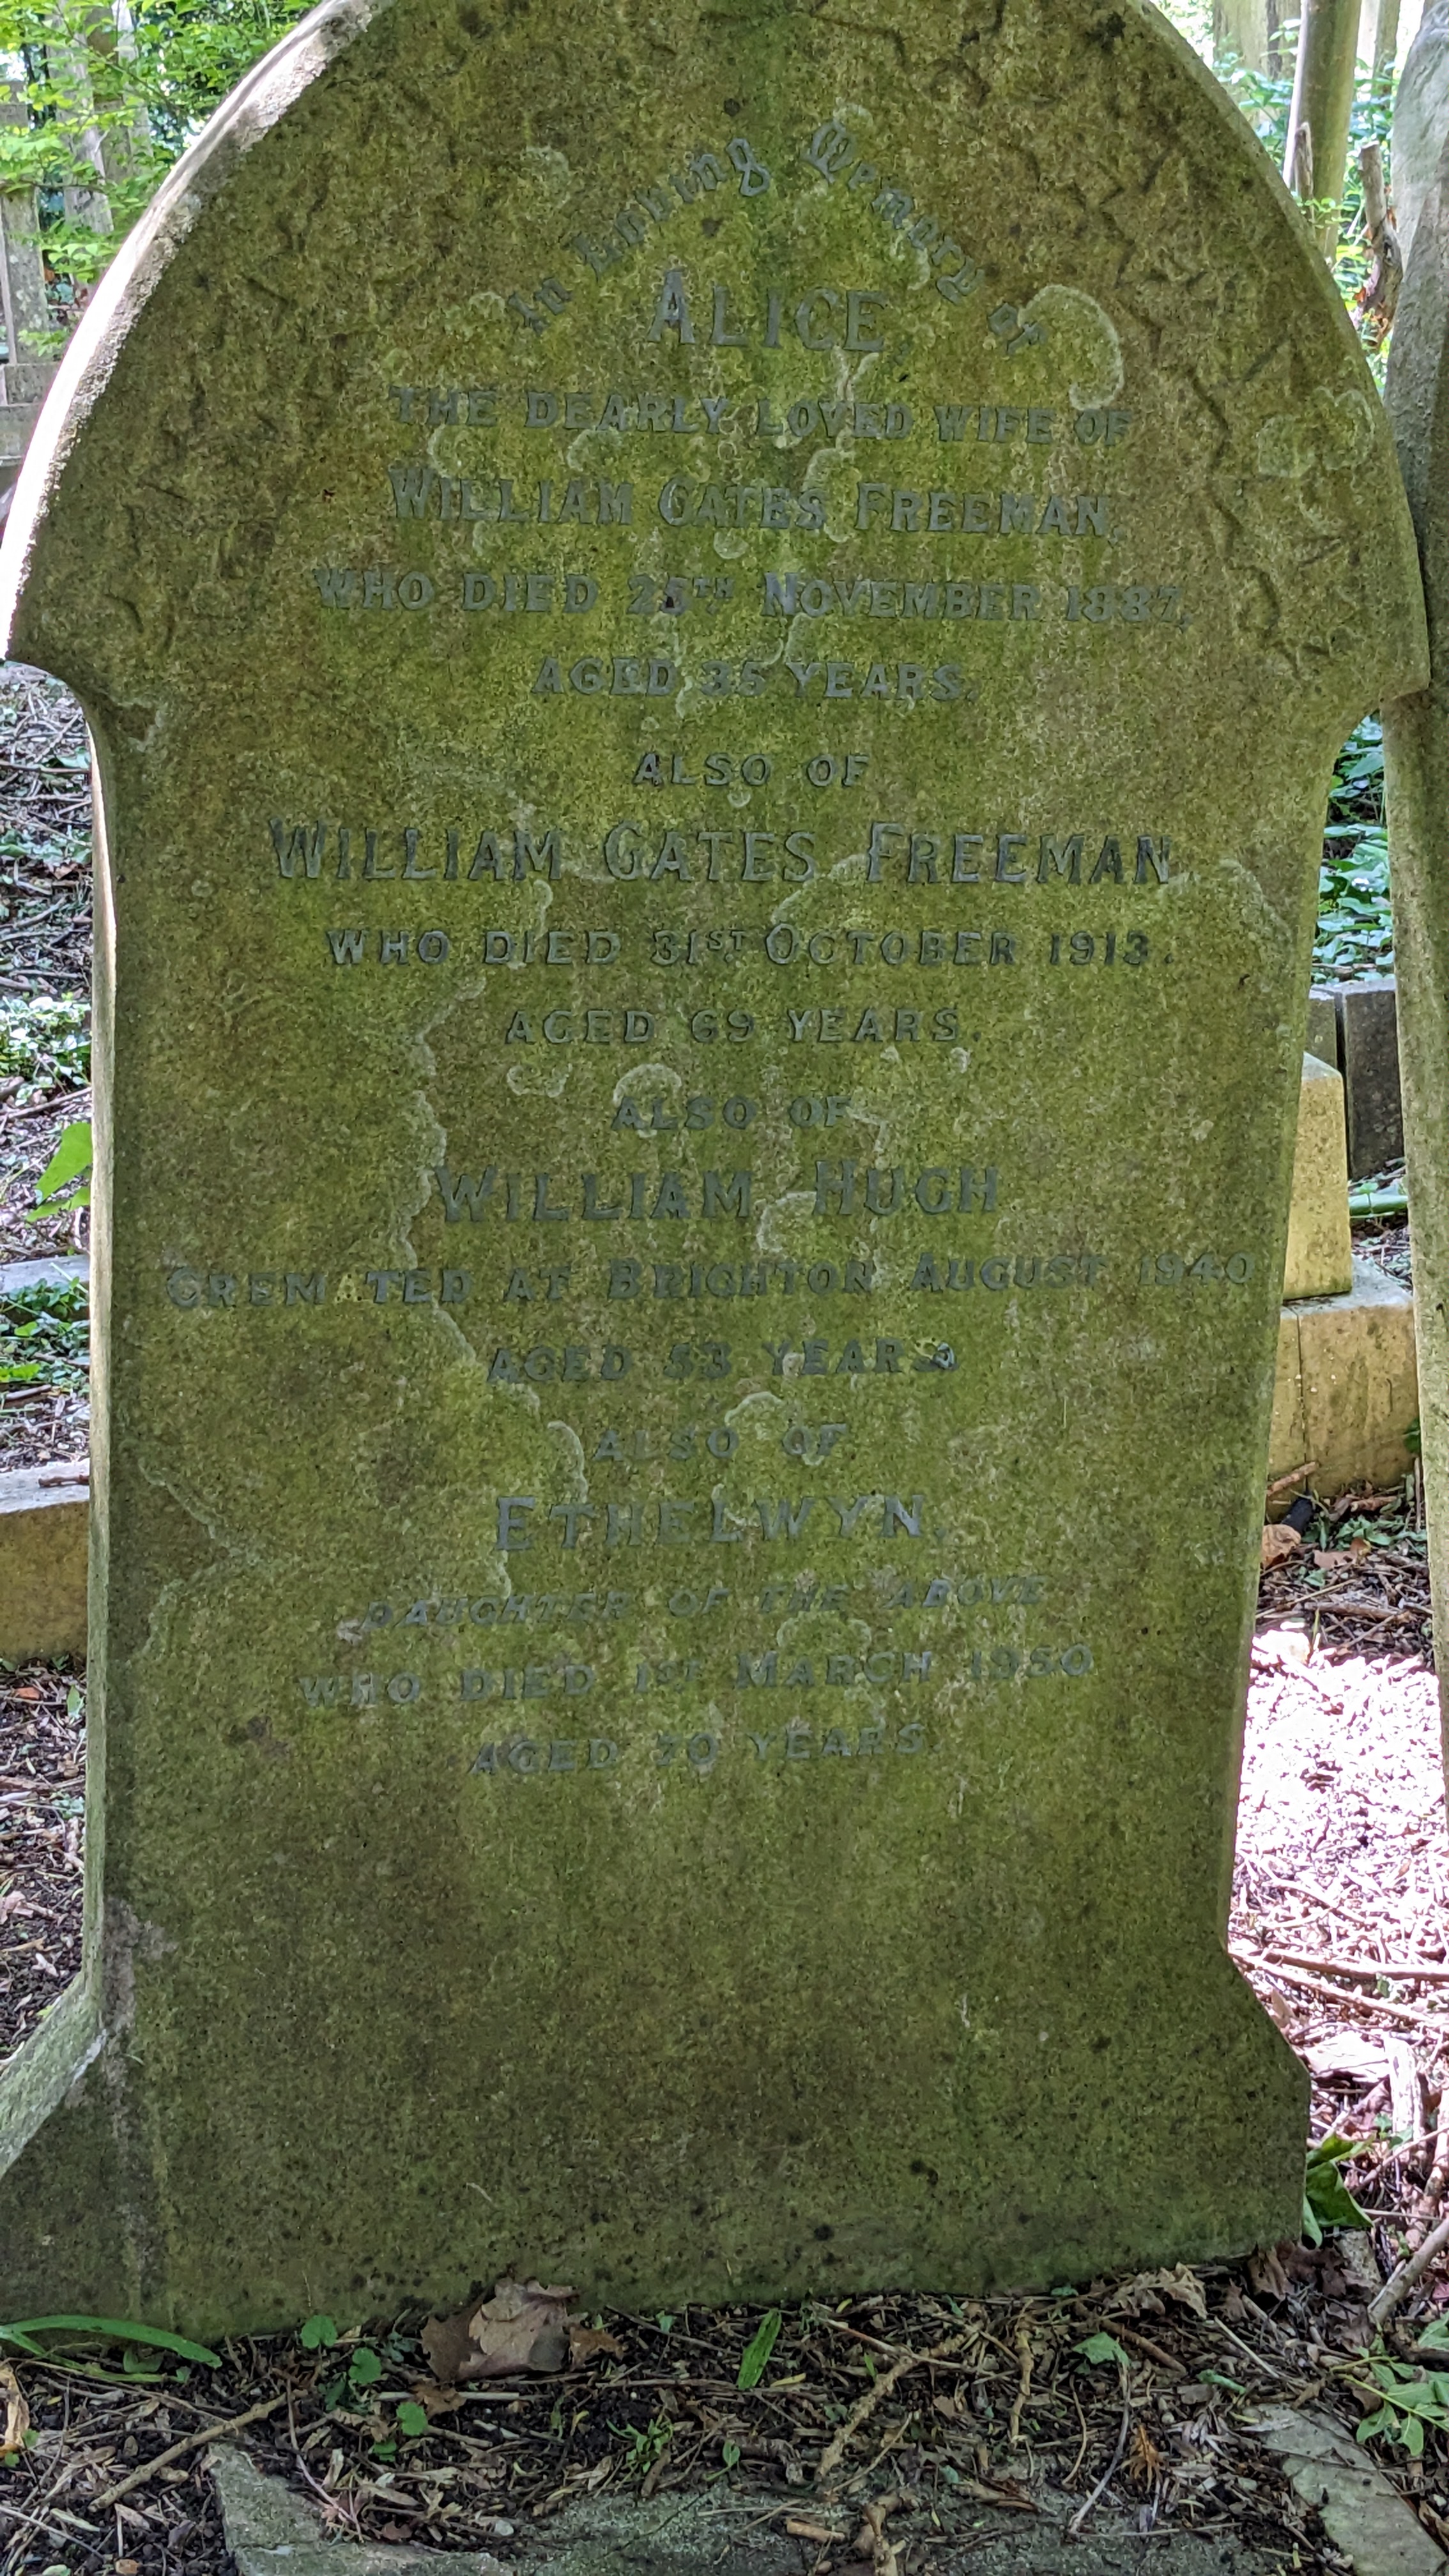 In Loving Memory of
ALICE,
THE DEARLY LOVED WIFE OF
WILLIAM GATES FREEMAN,
WHO DIED 25TH NOVEMBER 1887,
AGED 35 YEARS.
ALSO OF
WILLIAM GATES FREEMAN.
WHO DIED 31ST OCTOBER 1913.
AGED 69 YEARS.
ALSO OF
WILLIAM HUGH
CREM TED AT BRIGHTON AUGUST 1940
AGED 53 YEARS
ALSO OF
ETHELWYN,
DAUGHTER OF THE ABOVE
WHO DIED 1ST MARCH 1950
AGED 70 YEARS.